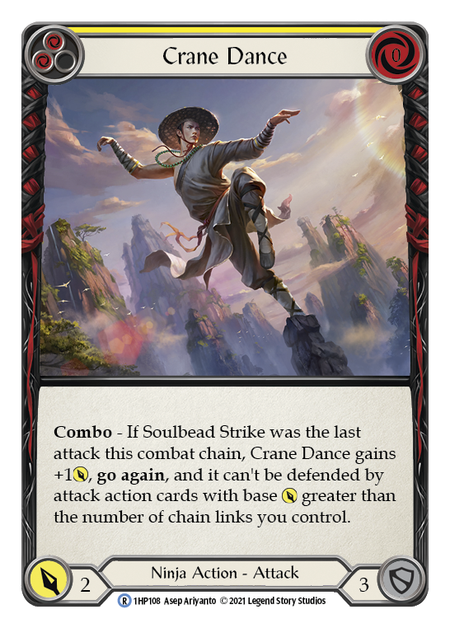 Crane Dance
0
Combo - If Soulbead Strike was the last
attack this combat chain, Crane Dance gains
+1, go again, and it can't be defended by
attack action cards with base greater than
the number of chain links you control.
2
Ninja Action - Attack
3
R 1HP108 Asep Ariyanto © 2021 Legend Story Studios